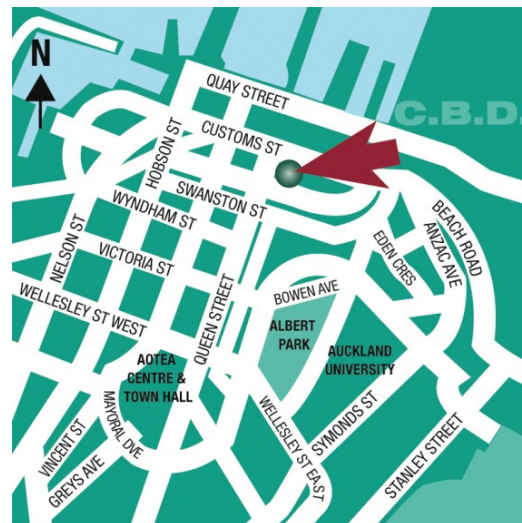 N
QUAY STREET
C.B.D.
CUSTOMS ST
HOBSON ST
SWANSTON ST
WYNDHAM ST
BEACH ROAD
ANZAC AVE
EDEN CRES
NELSON ST
VICTORIA ST
BOWEN AVE
WELLESLEY ST WEST
QUEEN STREET
ALBERT
PARK
AUCKLAND
UNIVERSITY
AOTEA
CENTRE &
TOWN HALL
MAYORAL DVE
WELLESLEY ST EAST
SYMONDS ST
STANLEY STREET
VINCENT ST
GREYS AVE